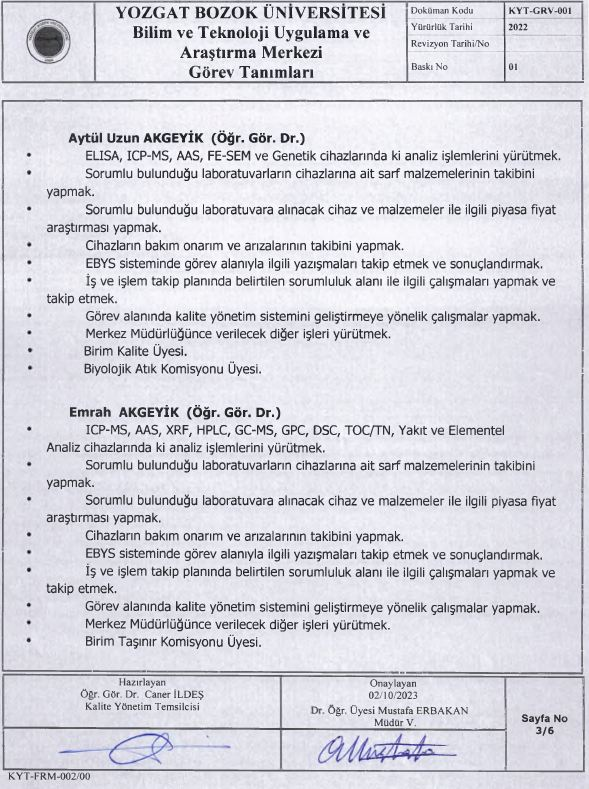 YOZGAT BOZOK ÜNİVERSİTESİ
Bilim ve Teknoloji Uygulama ve
Araştırma Merkezi
Görev Tanımları
Doküman Kodu KYT-GRV-001
Yürürlük Tarihi 2022
Revizyon Tarihi/No
Baskı No 01
Aytül Uzun AKGEYİK (Öğr. Gör. Dr.)
• ELISA, ICP-MS, AAS, FE-SEM ve Genetik cihazlarında ki analiz işlemlerini yürütmek.
• Sorumlu bulunduğu laboratuvarların cihazlarına ait sarf malzemelerinin takibini
yapmak.
• Sorumlu bulunduğu laboratuvara alınacak cihaz ve malzemeler ile ilgili piyasa fiyat
araştırması yapmak.
• Cihazların bakım onarım ve arızalarının takibini yapmak.
• EBYS sisteminde görev alanıyla ilgili yazışmaları takip etmek ve sonuçlandırmak.
• İş ve işlem takip planında belirtilen sorumluluk alanı ile ilgili çalışmaları yapmak ve
takip etmek.
• Görev alanında kalite yönetim sistemini geliştirmeye yönelik çalışmalar yapmak.
• Merkez Müdürlüğünce verilecek diğer işleri yürütmek.
• Birim Kalite Üyesi.
• Biyolojik Atık Komisyonu Üyesi.
Emrah AKGEYİK (Öğr. Gör. Dr.)
• ICP-MS, AAS, XRF, HPLC, GC-MS, GPC, DSC, TOC/TN, Yakıt ve Elementel
Analiz cihazlarında ki analiz işlemlerini yürütmek.
• Sorumlu bulunduğu laboratuvarların cihazlarına ait sarf malzemelerinin takibini
yapmak.
• Sorumlu bulunduğu laboratuvara alınacak cihaz ve malzemeler ile ilgili piyasa fiyat
araştırması yapmak.
• Cihazların bakım onarım ve arızalarının takibini yapmak.
• EBYS sisteminde görev alanıyla ilgili yazışmaları takip etmek ve sonuçlandırmak.
• İş ve işlem takip planında belirtilen sorumluluk alanı ile ilgili çalışmaları yapmak ve
takip etmek.
• Görev alanında kalite yönetim sistemini geliştirmeye yönelik çalışmalar yapmak.
• Merkez Müdürlüğünce verilecek diğer işleri yürütmek.
• Birim Taşınır Komisyonu Üyesi.
Hazırlayan
Öğr. Gör. Dr. Caner İLDEŞ
Kalite Yönetim Temsilcisi
Onaylayan
02/10/2023
Dr. Öğr. Üyesi Mustafa ERBAKAN
Müdür V.
Sayfa No
3/6
KYT-FRM-002/00